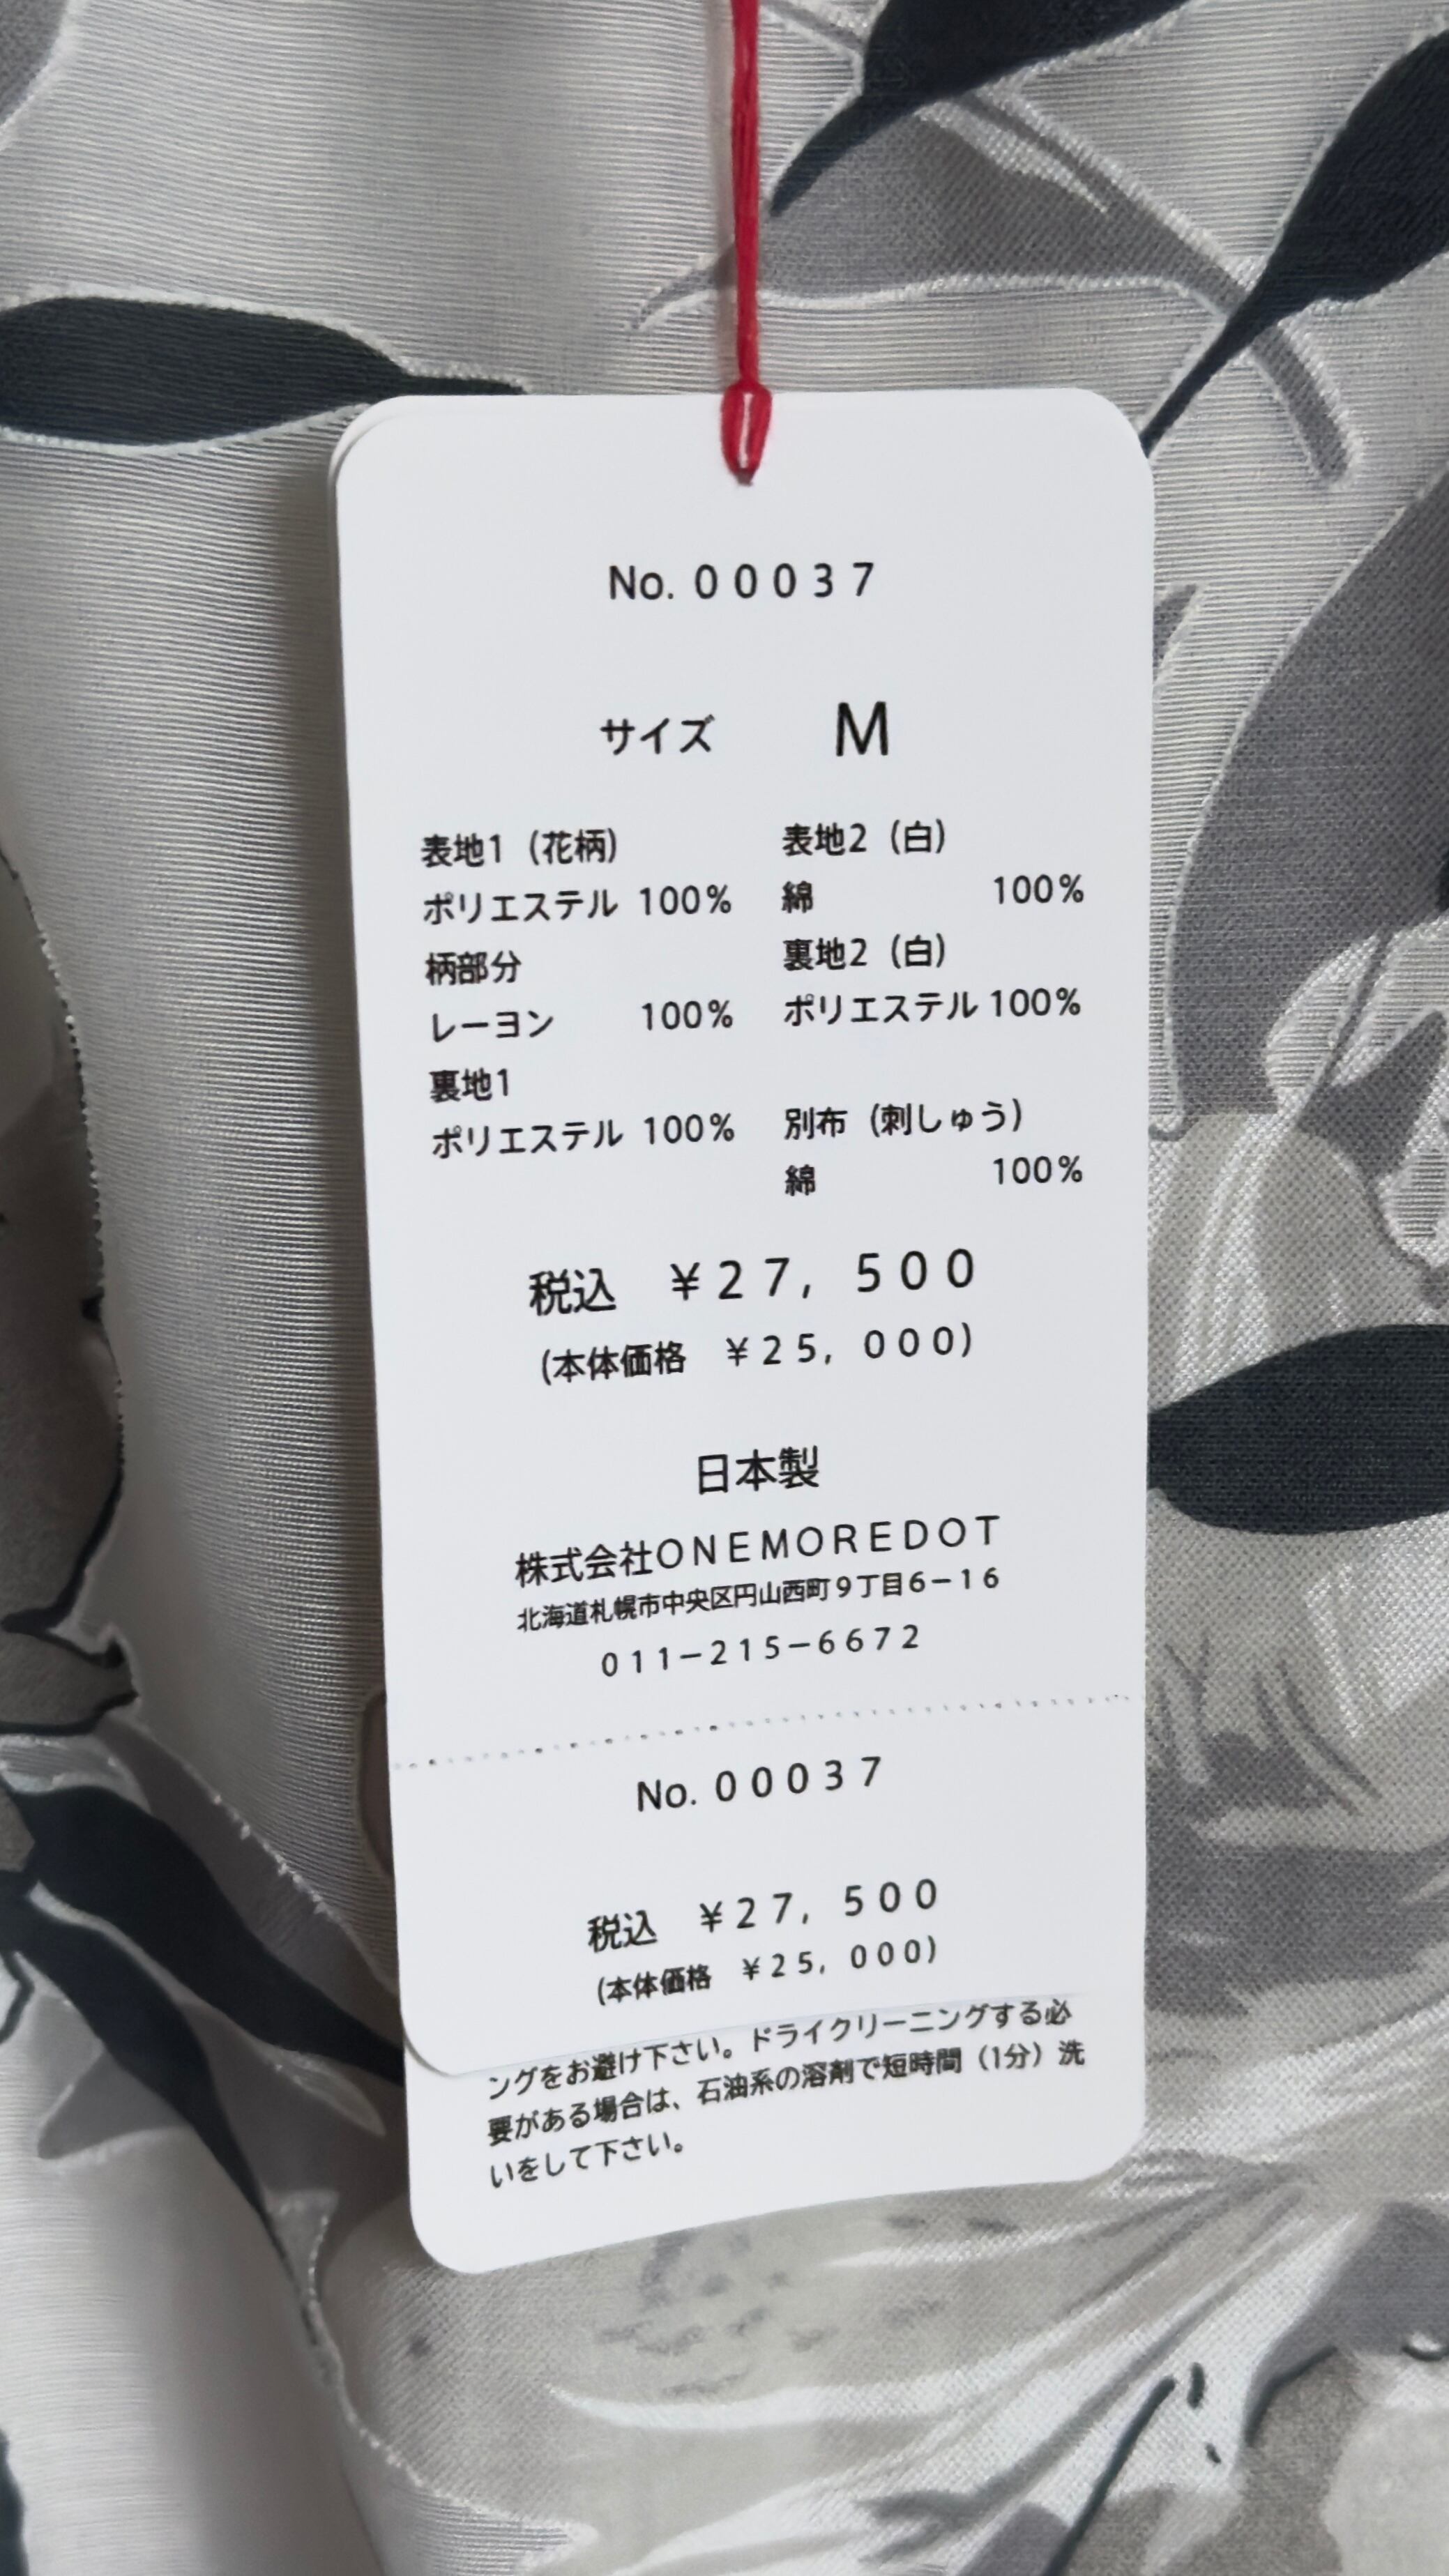 No. 00037
サイズ M
表地1（花柄）
ポリエステル 100%
柄部分
レーヨン 100%
裏地1
ポリエステル 100%
表地2（白）
綿 100%
裏地2（白）
ポリエステル 100%
別布（刺しゅう）
綿 100%
税込 ￥27, 500
(本体価格 ￥25, 000)
日本製
株式会社ONEMOREDOT
北海道札幌市中央区円山西町9丁目6－16
011－215－6672
No. 00037
税込 ￥27, 500
(本体価格 ￥25, 000)
ングをお避け下さい。ドライクリーニングする必
要がある場合は、石油系の溶剤で短時間（1分）洗
いをして下さい。